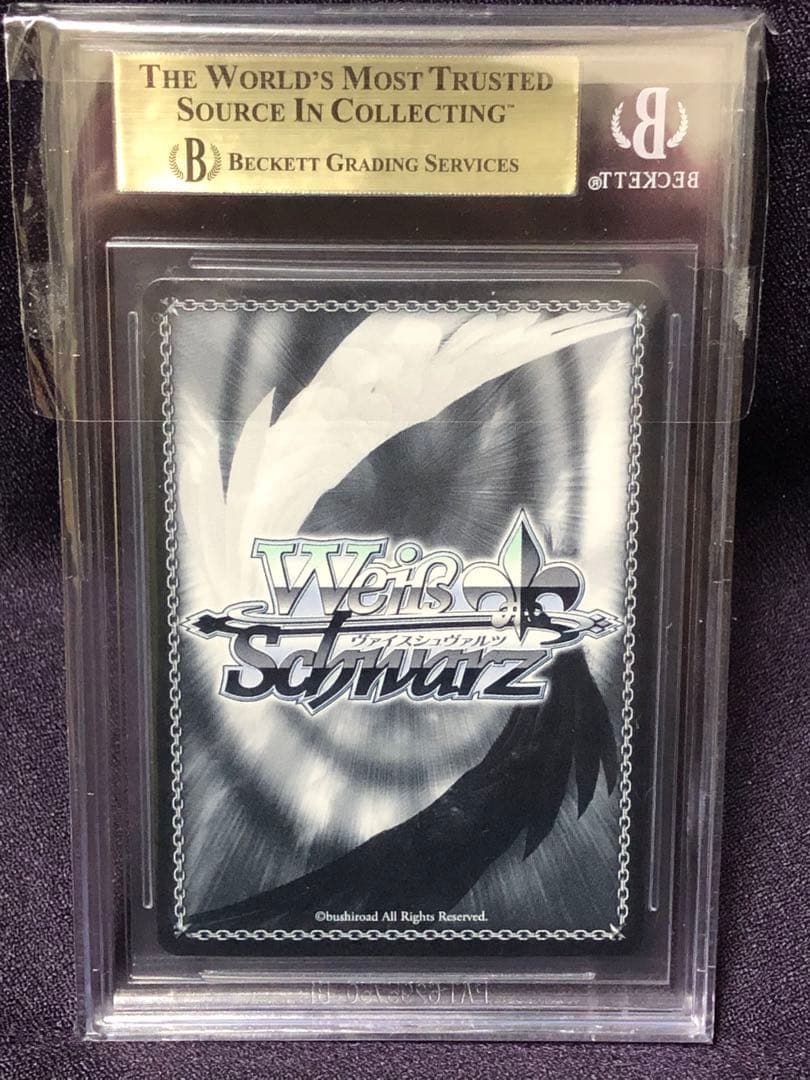 THE WORLD'S MOST TRUSTED
SOURCE IN COLLECTING™
B BECKETT GRADING SERVICES
B
BECKETT®
Weiß
ヴァイスシュヴァルツ
Schwarz
©bushiroad All Rights Reserved.